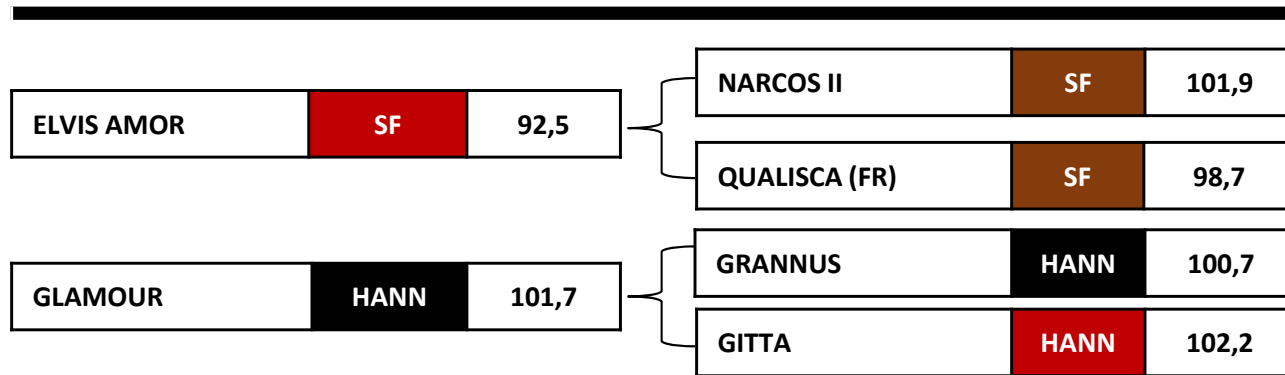 NARCOS II SF 101,9
ELVIS AMOR SF 92,5
QUALISCA (FR) SF 98,7
GRANNUS HANN 100,7
GLAMOUR HANN 101,7
GITTA HANN 102,2